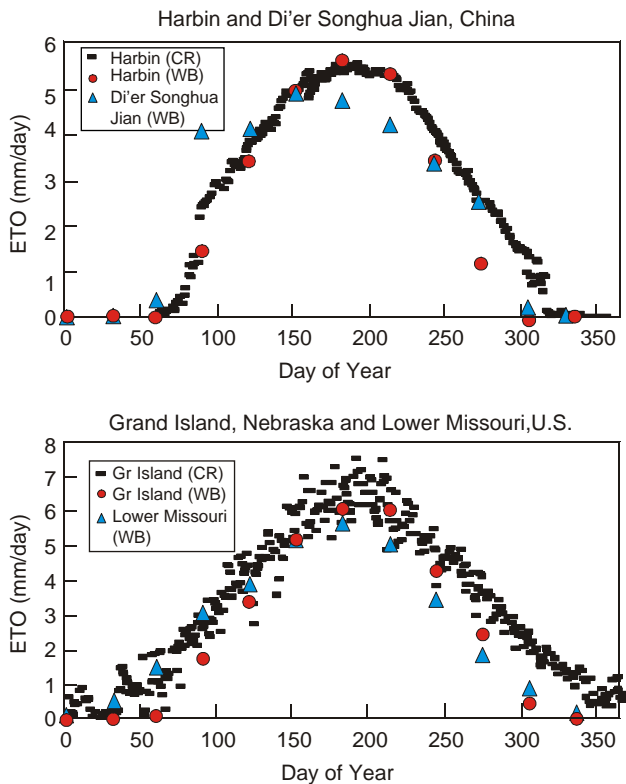 Harbin and Di'er Songhua Jian, China
6
5
4
3
2
1
0
ETO (mm/day)
Harbin (CR)
Harbin (WB)
Di'er Songhua
Jian (WB)
0 50 100 150 200 250 300 350
Day of Year
Grand Island, Nebraska and Lower Missouri,U.S.
8
7
6
5
4
3
2
1
0
ETO (mm/day)
Gr Island (CR)
Gr Island (WB)
Lower Missouri
(WB)
0 50 100 150 200 250 300 350
Day of Year